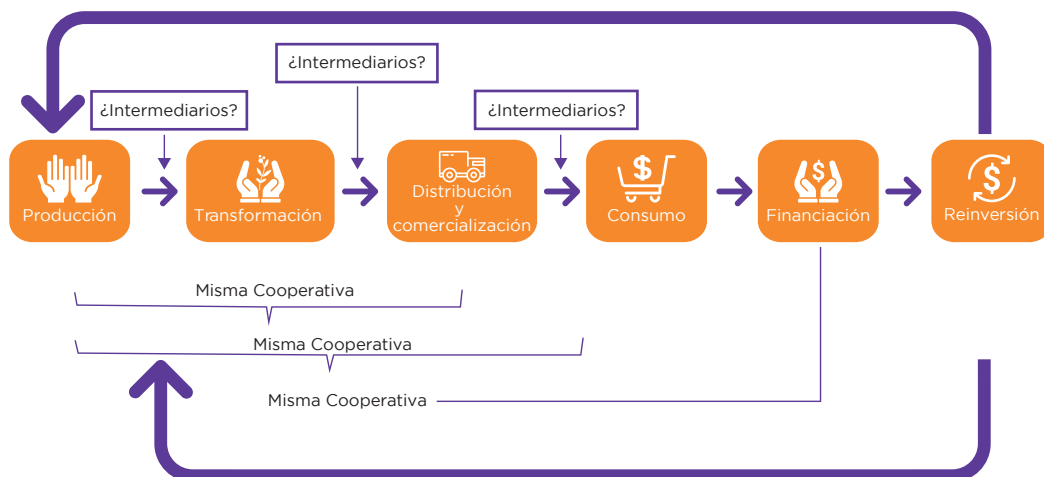 ¿Intermediarios?
¿Intermediarios?
¿Intermediarios?
Producción
Transformación
Distribución
y
comercialización
Consumo
Financiación
Reinversión
Misma Cooperativa
Misma Cooperativa
Misma Cooperativa